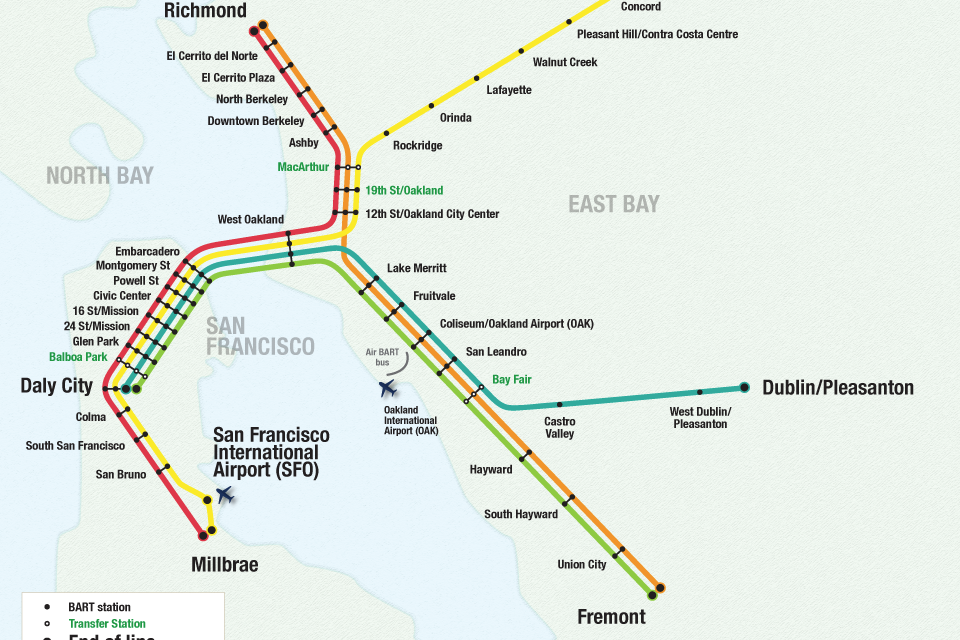 Richmond
Concord
Pleasant Hill/Contra Costa Centre
El Cerrito del Norte
Walnut Creek
El Cerrito Plaza
Lafayette
North Berkeley
Downtown Berkeley
Orinda
Ashby
Rockridge
MacArthur
NORTH BAY
19th St/Oakland
EAST BAY
12th St/Oakland City Center
West Oakland
Embarcadero
Montgomery St
Lake Merritt
Powell St
Civic Center
Fruitvale
16 St/Mission
24 St/Mission
Coliseum/Oakland Airport (OAK)
SAN
FRANCISCO
Glen Park
Balboa Park
San Leandro
Air BART
bus
Bay Fair
Daly City
Dublin/Pleasanton
Oakland
International
Airport (OAK)
Colma
Castro
Valley
West Dublin/
Pleasanton
South San Francisco
San Francisco
International
Airport (SFO)
San Bruno
Hayward
South Hayward
Millbrae
Union City
Fremont
BART station
Transfer Station
End of line